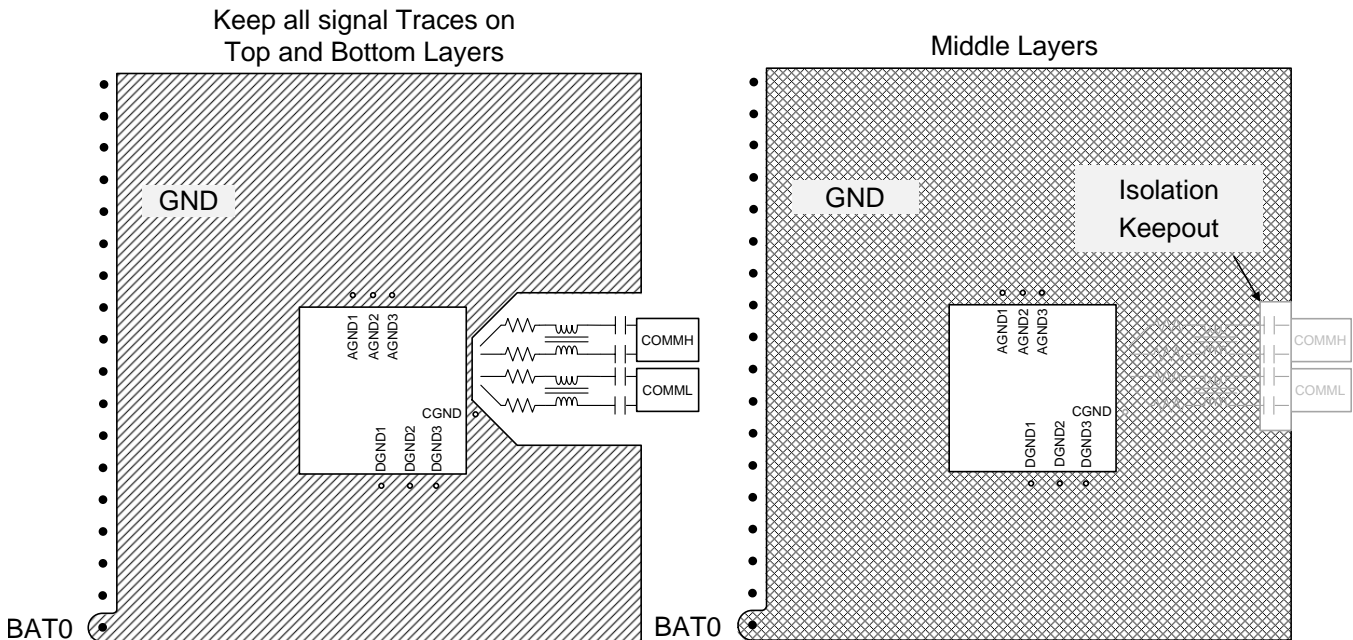 Keep all signal Traces on
Top and Bottom Layers
GND
AGND1
AGND2
AGND3
COMMH
COMML
CGND
DGND1
DGND2
DGND3
BAT0
Middle Layers
GND
Isolation
Keepout
AGND1
AGND2
AGND3
COMMH
COMML
CGND
DGND1
DGND2
DGND3
BAT0